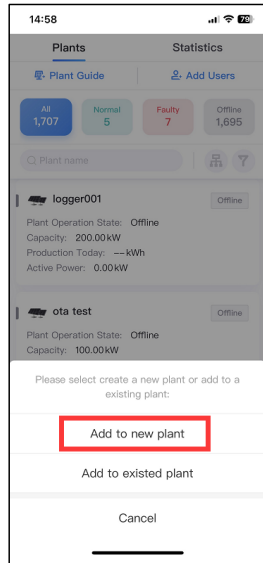 14:58
79
Plants
Statistics
Plant Guide
Add Users
All
1,707
Normal
5
Faulty
7
Offline
1,695
Plant name
logger001
Offline
Plant Operation State: Offline
Capacity: 200.00kW
Production Today: --kWh
Active Power: 0.00kW
ota test
Offline
Plant Operation State: Offline
Capacity: 100.00kW
Please select create a new plant or add to a
existing plant:
Add to new plant
Add to existed plant
Cancel